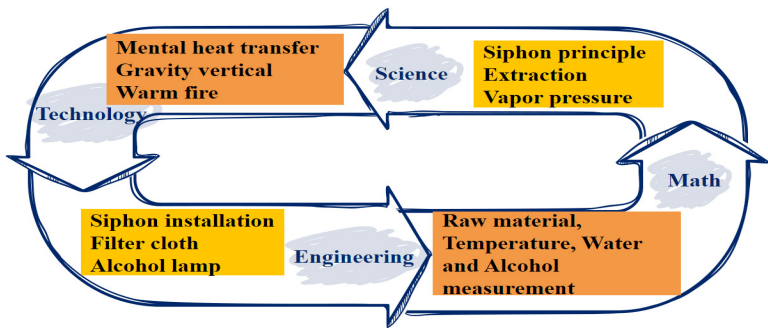 Mental heat transfer
Gravity vertical
Warm fire
Science
Siphon principle
Extraction
Vapor pressure
Technology
Math
Siphon installation
Filter cloth
Alcohol lamp
Engineering
Raw material,
Temperature, Water
and Alcohol
measurement